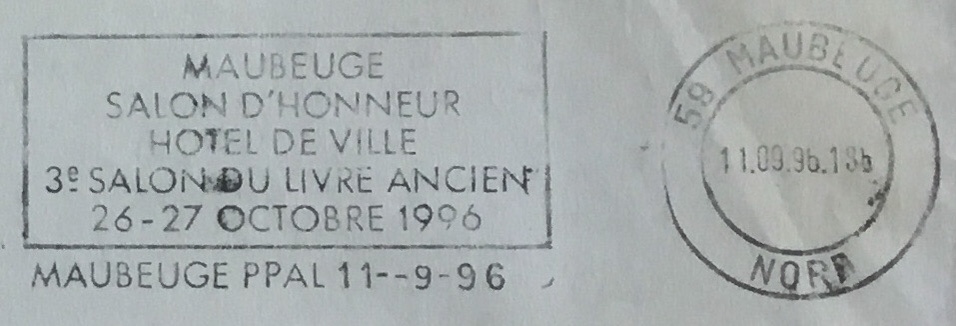 MAUBEUGE
SALON D'HONNEUR
HOTEL DE VILLE
3e SALON DU LIVRE ANCIEN
26-27 OCTOBRE 1996
MAUBEUGE PPAL 11--9-96
59 MAUBEUGE
11.09.96.18h
NORD